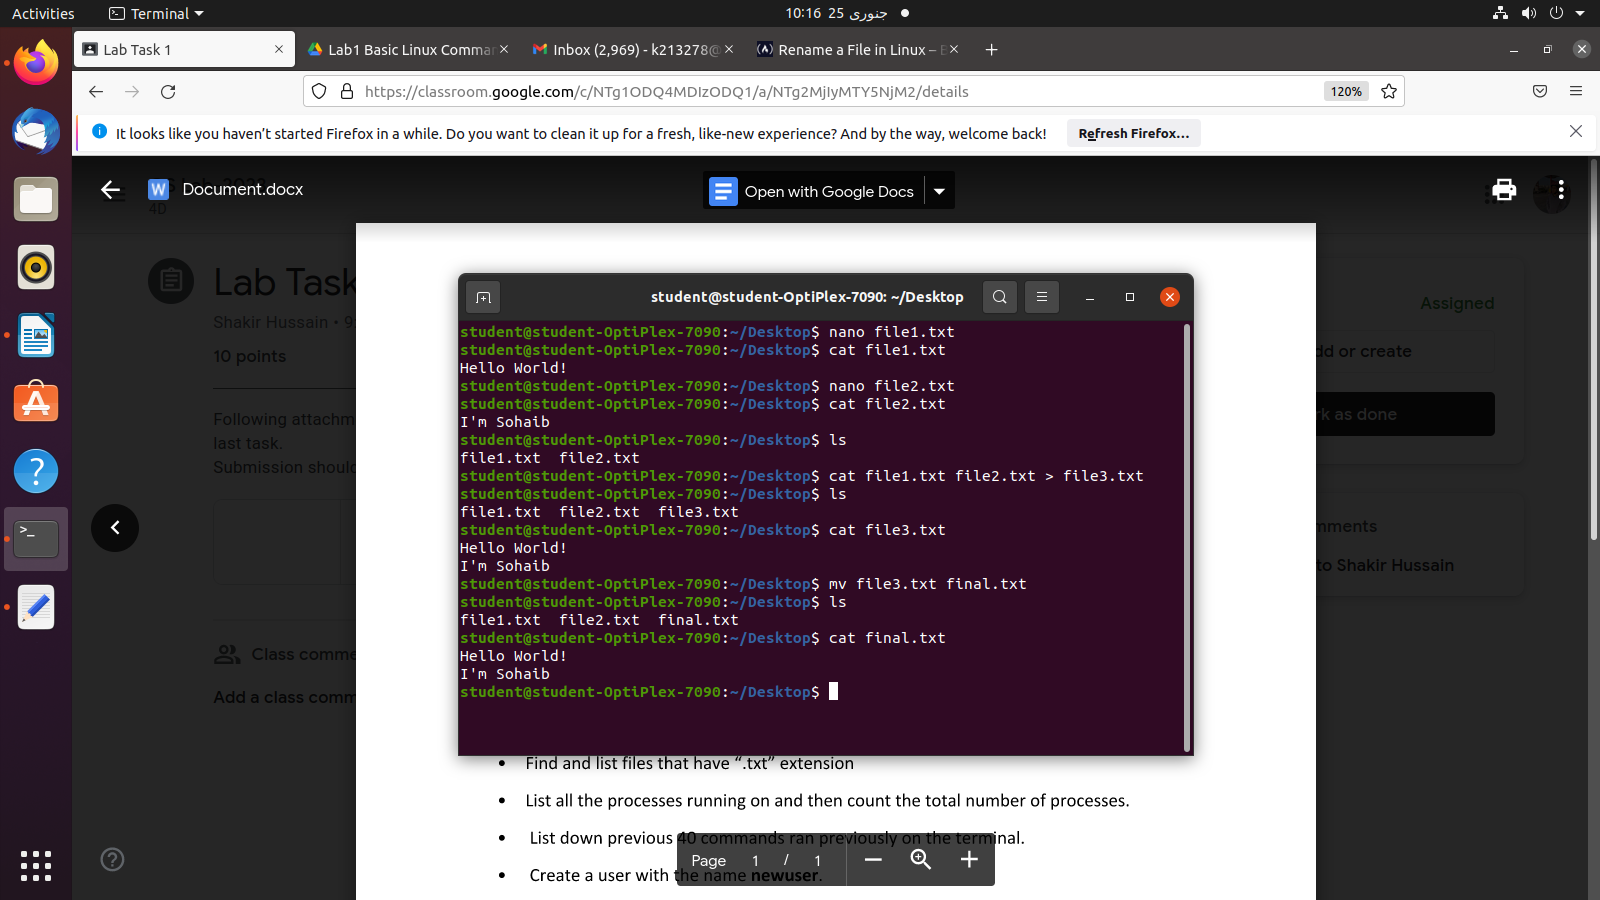 Activities
Terminal
10:16 25 جنوری
Lab Task 1
Lab1 Basic Linux Comman
Inbox (2,969) - k213278@
Rename a File in Linux –
https://classroom.google.com/c/NTg1ODQ4MDIzODQ1/a/NTg2MjIyMTY5NjM2/details
120%
It looks like you haven’t started Firefox in a while. Do you want to clean it up for a fresh, like-new experience? And by the way, welcome back!
Refresh Firefox…
W
Document.docx
4D
Open with Google Docs
Lab Task
Shakir Hussain • 9
10 points
Following attachm
last task.
Submission should
Class comme
Add a class comm
Assigned
dd or create
rk as done
mments
to Shakir Hussain
student@student-OptiPlex-7090: ~/Desktop
student@student-OptiPlex-7090:~/Desktop$ nano file1.txt
student@student-OptiPlex-7090:~/Desktop$ cat file1.txt
Hello World!
student@student-OptiPlex-7090:~/Desktop$ nano file2.txt
student@student-OptiPlex-7090:~/Desktop$ cat file2.txt
I'm Sohaib
student@student-OptiPlex-7090:~/Desktop$ ls
file1.txt  file2.txt
student@student-OptiPlex-7090:~/Desktop$ cat file1.txt file2.txt > file3.txt
student@student-OptiPlex-7090:~/Desktop$ ls
file1.txt  file2.txt  file3.txt
student@student-OptiPlex-7090:~/Desktop$ cat file3.txt
Hello World!
I'm Sohaib
student@student-OptiPlex-7090:~/Desktop$ mv file3.txt final.txt
student@student-OptiPlex-7090:~/Desktop$ ls
file1.txt  file2.txt  final.txt
student@student-OptiPlex-7090:~/Desktop$ cat final.txt
Hello World!
I'm Sohaib
student@student-OptiPlex-7090:~/Desktop$
• Find and list files that have “.txt” extension
• List all the processes running on and then count the total number of processes.
• List down previous 40 commands ran previously on the terminal.
• Create a user with the name newuser.
Page 1 / 1